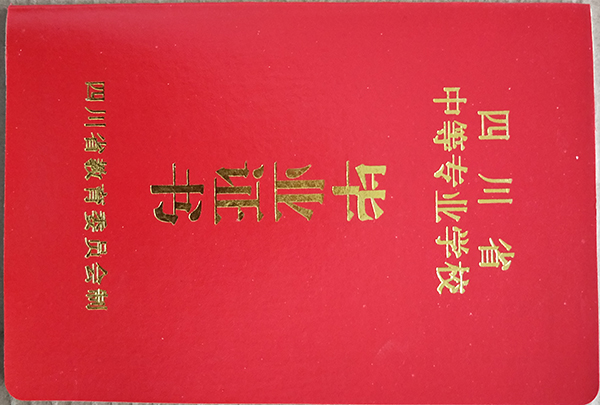 四川省
中等专业学校
毕业证书
四川省教育委员会制